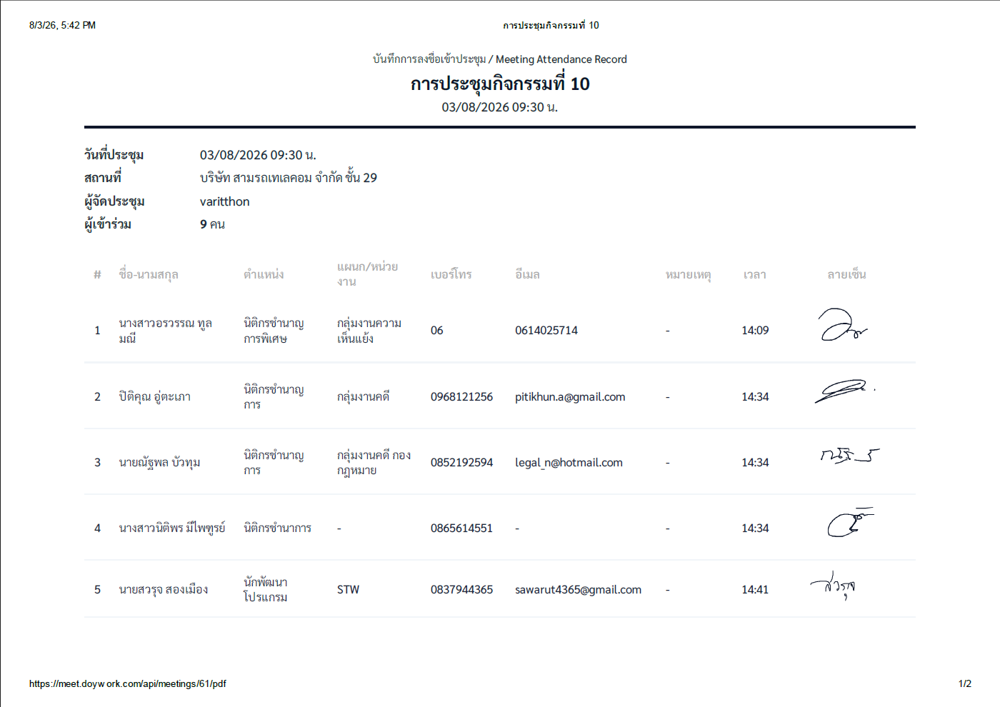 8/3/26, 5:42 PM การประชุมกิจกรรมที่ 10
บันทึกการลงชื่อเข้าประชุม / Meeting Attendance Record
การประชุมกิจกรรมที่ 10
03/08/2026 09:30 น.
วันที่ประชุม 03/08/2026 09:30 น.
สถานที่ บริษัท สามรถเทเลคอม จำกัด ชั้น 29
ผู้จัดประชุม varitthon
ผู้เข้าร่วม 9 คน
# ชื่อ-นามสกุล ตำแหน่ง แผนก/หน่วย
งาน เบอร์โทร อีเมล หมายเหตุ เวลา ลายเซ็น
1 นางสาวอรวรรณ ทูล
มณี นิติกรชำนาญ
การพิเศษ กลุ่มงานความ
เห็นแย้ง 06 0614025714 - 14:09
2 ปิติคุณ อู่ตะเภา นิติกรชำนาญ
การ กลุ่มงานคดี 0968121256 pitikhun.a@gmail.com - 14:34
3 นายณัฐพล บัวทุม นิติกรชำนาญ
การ กลุ่มงานคดี กอง
กฎหมาย 0852192594 legal_n@hotmail.com - 14:34
4 นางสาวนิติพร มีไพฑูรย์ นิติกรชำนาการ - 0865614551 - - 14:34
5 นายสวรุจ สองเมือง นักพัฒนา
โปรแกรม STW 0837944365 sawarut4365@gmail.com - 14:41 สวรุจ
https://meet.doywork.com/api/meetings/61/pdf 1/2